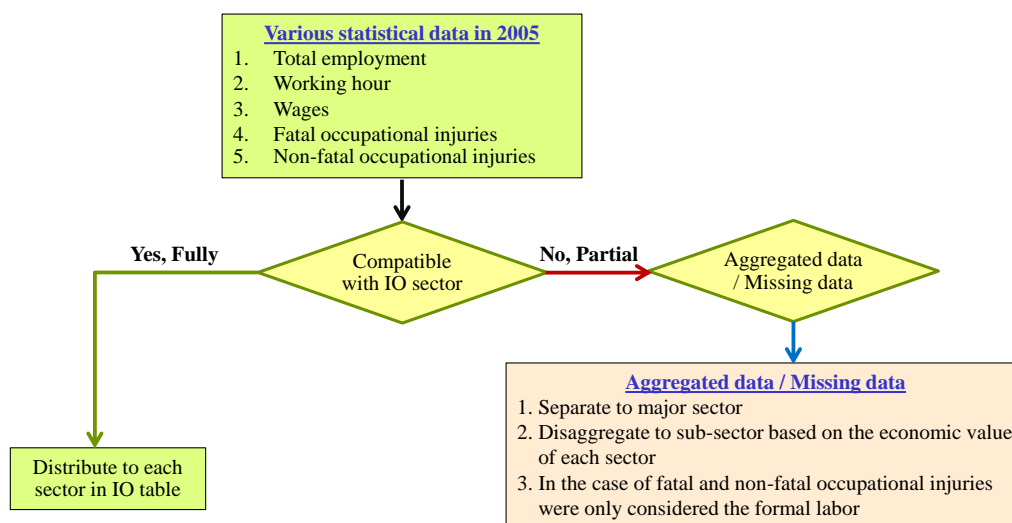 Various statistical data in 2005
1. Total employment
2. Working hour
3. Wages
4. Fatal occupational injuries
5. Non-fatal occupational injuries
Yes, Fully
Compatible
with IO sector
No, Partial
Aggregated data
/ Missing data
Distribute to each
sector in IO table
Aggregated data / Missing data
1. Separate to major sector
2. Disaggregate to sub-sector based on the economic value
of each sector
3. In the case of fatal and non-fatal occupational injuries
were only considered the formal labor